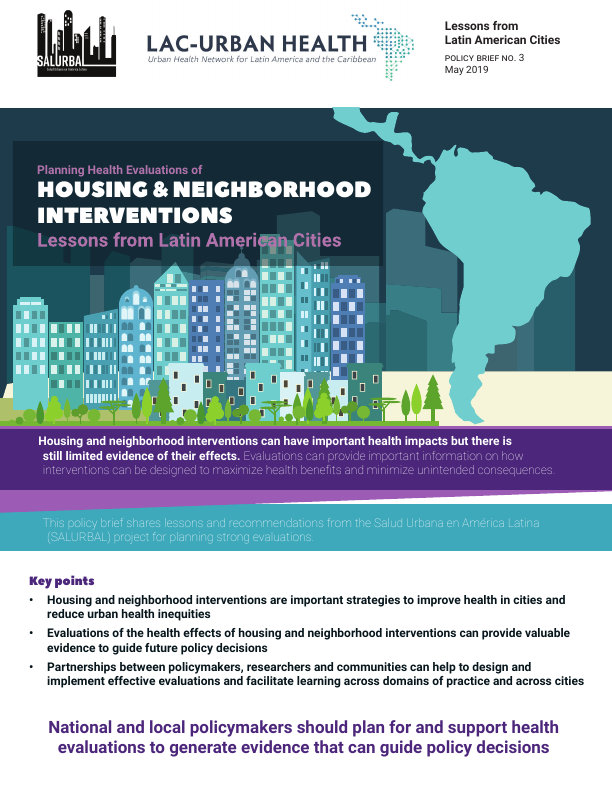 SALURBAL
LAC-URBAN HEALTH
Urban Health Network for Latin America and the Caribbean
Lessons from
Latin American Cities
POLICY BRIEF NO. 3
May 2019
Planning Health Evaluations of
HOUSING & NEIGHBORHOOD
INTERVENTIONS
Lessons from Latin American Cities
Housing and neighborhood interventions can have important health impacts but there is
still limited evidence of their effects. Evaluations can provide important information on how
interventions can be designed to maximize health benefits and minimize unintended consequences.
This policy brief shares lessons and recommendations from the Salud Urbana en América Latina
(SALURBAL) project for planning strong evaluations.
Key points
• Housing and neighborhood interventions are important strategies to improve health in cities and
reduce urban health inequities
• Evaluations of the health effects of housing and neighborhood interventions can provide valuable
evidence to guide future policy decisions
• Partnerships between policymakers, researchers and communities can help to design and
implement effective evaluations and facilitate learning across domains of practice and across cities
National and local policymakers should plan for and support health
evaluations to generate evidence that can guide policy decisions